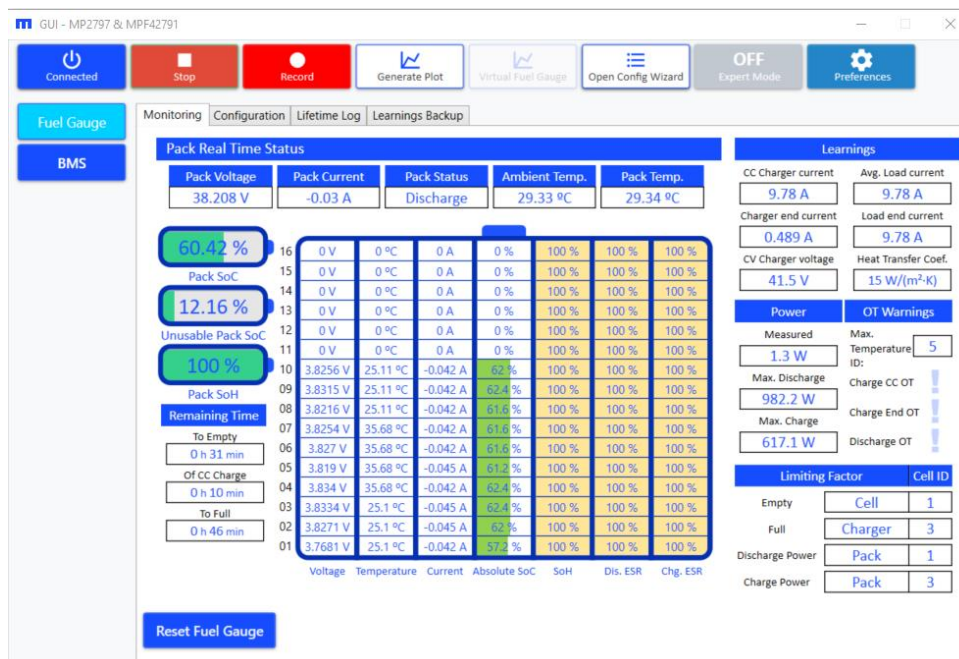 GUI - MP2797 & MPF42791
Connected
Stop
Record
Generate Plot
Virtual Fuel Gauge
Open Config Wizard
OFF
Expert Mode
Preferences
Fuel Gauge
BMS
Monitoring Configuration Lifetime Log Learnings Backup
Pack Real Time Status
Pack Voltage Pack Current Pack Status Ambient Temp. Pack Temp.
38.208 V -0.03 A Discharge 29.33 ºC 29.34 ºC
60.42 %
Pack SoC
12.16 %
Unusable Pack SoC
100 %
Pack SoH
Remaining Time
To Empty
0 h 31 min
Of CC Charge
0 h 10 min
To Full
0 h 46 min
16 0 V 0 ºC 0 A 0 % 100 % 100 % 100 %
15 0 V 0 ºC 0 A 0 % 100 % 100 % 100 %
14 0 V 0 ºC 0 A 0 % 100 % 100 % 100 %
13 0 V 0 ºC 0 A 0 % 100 % 100 % 100 %
12 0 V 0 ºC 0 A 0 % 100 % 100 % 100 %
11 0 V 0 ºC 0 A 0 % 100 % 100 % 100 %
10 3.8256 V 25.11 ºC -0.042 A 62 % 100 % 100 % 100 %
09 3.8315 V 25.11 ºC -0.042 A 62.4 % 100 % 100 % 100 %
08 3.8216 V 25.11 ºC -0.042 A 61.6 % 100 % 100 % 100 %
07 3.8254 V 35.68 ºC -0.042 A 61.6 % 100 % 100 % 100 %
06 3.827 V 35.68 ºC -0.042 A 61.6 % 100 % 100 % 100 %
05 3.819 V 35.68 ºC -0.045 A 61.2 % 100 % 100 % 100 %
04 3.834 V 35.68 ºC -0.042 A 62.4 % 100 % 100 % 100 %
03 3.8334 V 25.1 ºC -0.045 A 62.4 % 100 % 100 % 100 %
02 3.8271 V 25.1 ºC -0.045 A 62 % 100 % 100 % 100 %
01 3.7681 V 25.1 ºC -0.042 A 57.2 % 100 % 100 % 100 %
Voltage Temperature Current Absolute SoC SoH Dis. ESR Chg. ESR
Learnings
CC Charger current Avg. Load current
9.78 A 9.78 A
Charger end current Load end current
0.489 A 9.78 A
CV Charger voltage Heat Transfer Coef.
41.5 V 15 W/(m²·K)
Power
Measured
1.3 W
Max. Discharge
982.2 W
Max. Charge
617.1 W
OT Warnings
Max.
Temperature 5
ID:
Charge CC OT
Charge End OT
Discharge OT
Limiting Factor Cell ID
Empty Cell 1
Full Charger 3
Discharge Power Pack 1
Charge Power Pack 3
Reset Fuel Gauge